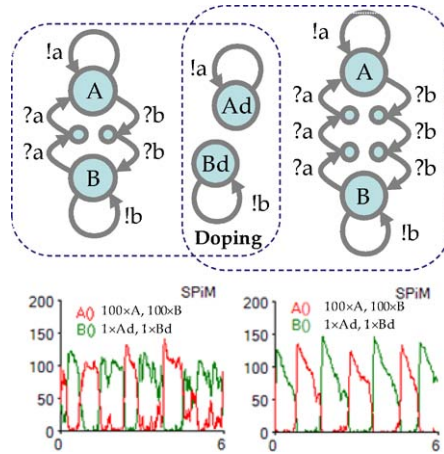 !a
A
?a
?b
?a
?b
B
!b
!a
Ad
Bd
!b
Doping
!a
A
?a
?b
?a
?b
?a
?b
B
!b
SPiM
200
150
100
50
0
A() 100×A, 100×B
B() 1×Ad, 1×Bd
0 6
SPiM
200
150
100
50
0
A() 100×A, 100×B
B() 1×Ad, 1×Bd
0 6